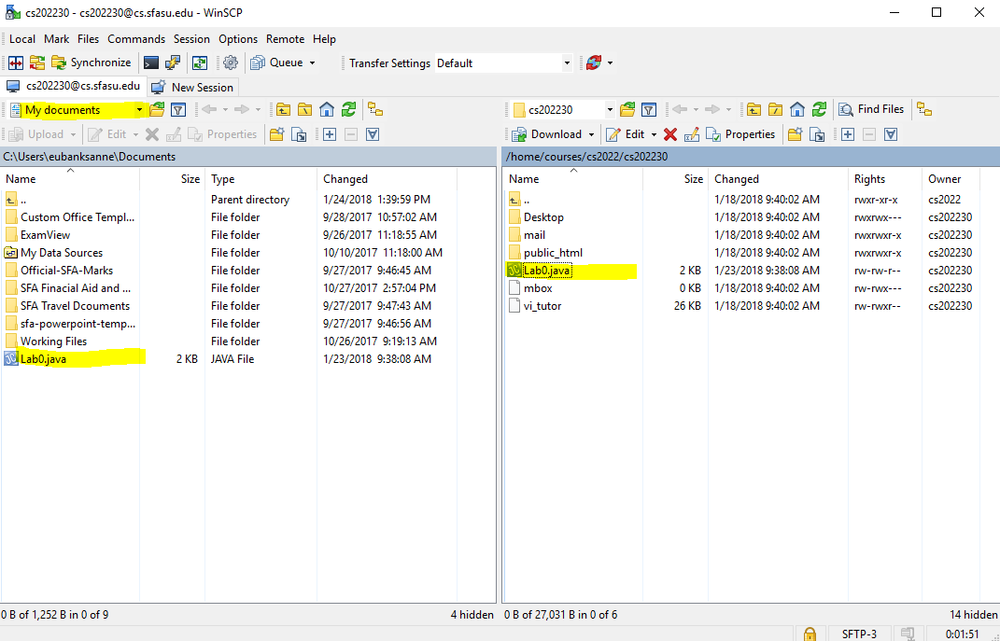 cs202230 - cs202230@cs.sfasu.edu - WinSCP
Local Mark Files Commands Session Options Remote Help
Synchronize Queue Transfer Settings Default
cs202230@cs.sfasu.edu New Session
My documents cs202230 Find Files
Upload Edit Properties Download Edit Properties
C:\Users\eubanksanne\Documents /home/courses/cs2022/cs202230
Name Size Type Changed Name Size Changed Rights Owner
.. Parent directory 1/24/2018 1:39:59 PM .. 1/18/2018 9:40:02 AM rwxr-xr-x cs2022
Custom Office Templ... File folder 9/28/2017 10:57:02 AM Desktop 1/18/2018 9:40:02 AM rwxrwx--- cs202230
ExamView File folder 9/26/2017 11:18:55 AM mail 1/18/2018 9:40:02 AM rwxrwxr-x cs202230
My Data Sources File folder 10/10/2017 11:18:00 AM public_html 1/18/2018 9:40:02 AM rwxrwxr-x cs202230
Official-SFA-Marks File folder 9/27/2017 9:46:45 AM Lab0.java 2 KB 1/23/2018 9:38:08 AM rw-rw-r-- cs202230
SFA Finacial Aid and ... File folder 10/27/2017 2:57:04 PM mbox 0 KB 1/18/2018 9:40:02 AM rw-rwx--- cs202230
SFA Travel Dcouments File folder 9/27/2017 9:47:43 AM vi_tutor 26 KB 1/18/2018 9:40:02 AM rw-rwxr-- cs202230
sfa-powerpoint-temp... File folder 9/27/2017 9:46:56 AM
Working Files File folder 10/26/2017 9:19:13 AM
Lab0.java 2 KB JAVA File 1/23/2018 9:38:08 AM
0 B of 1,252 B in 0 of 9 4 hidden 0 B of 27,031 B in 0 of 6 14 hidden
SFTP-3 0:01:51